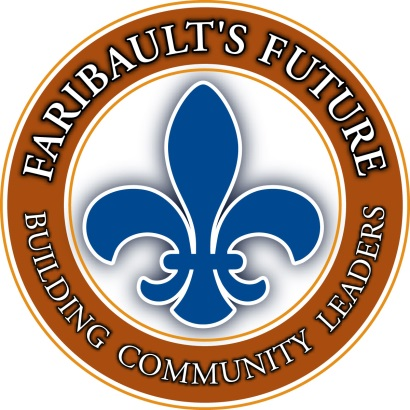 FARIBAULT'S FUTURE
BUILDING COMMUNITY LEADERS